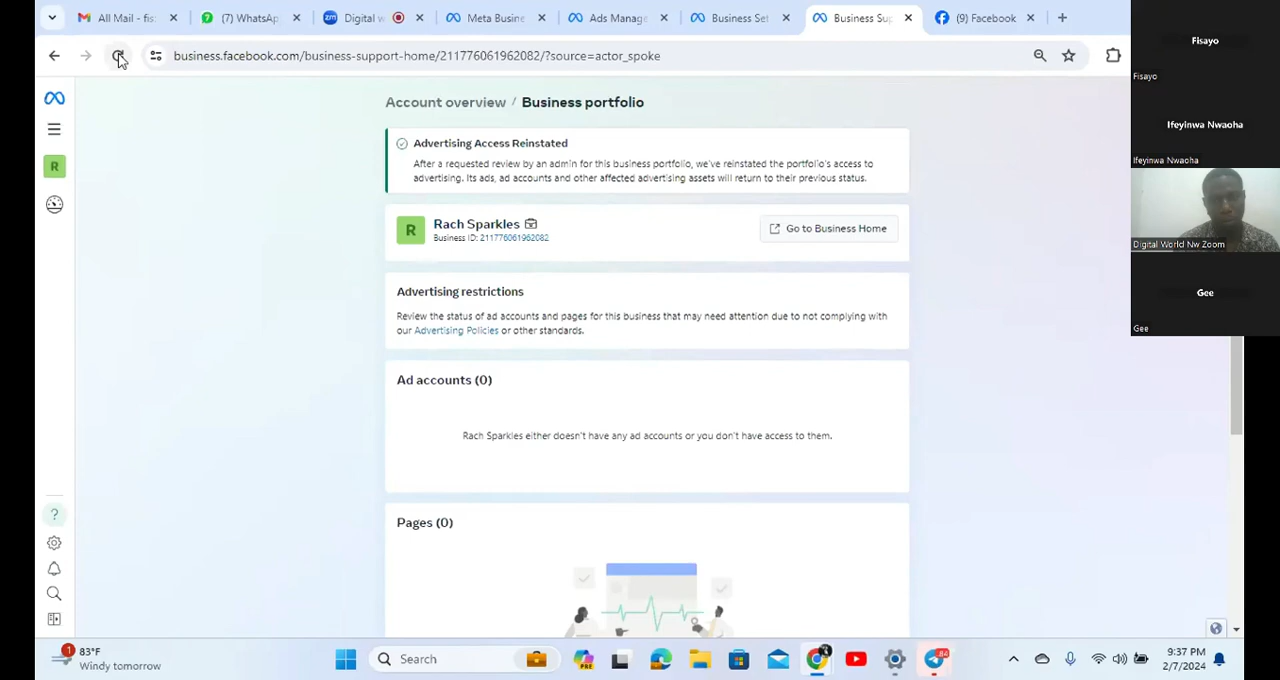 All Mail - fis
(7) WhatsAp
Digital w
Meta Busine
Ads Manage
Business Set
Business Sup
(9) Facebook
business.facebook.com/business-support-home/211776061962082/?source=actor_spoke
Fisayo
Fisayo
Ifeyinwa Nwaoha
Ifeyinwa Nwaoha
Digital World Nw Zoom
Gee
Gee
R
Account overview / Business portfolio
Advertising Access Reinstated
After a requested review by an admin for this business portfolio, we've reinstated the portfolio's access to
advertising. Its ads, ad accounts and other affected advertising assets will return to their previous status.
R
Rach Sparkles
Business ID: 211776061962082
Go to Business Home
Advertising restrictions
Review the status of ad accounts and pages for this business that may need attention due to not complying with
our Advertising Policies or other standards.
Ad accounts (0)
Rach Sparkles either doesn't have any ad accounts or you don't have access to them.
Pages (0)
1
83°F
Windy tomorrow
Search
PRE
84
9:37 PM
2/7/2024